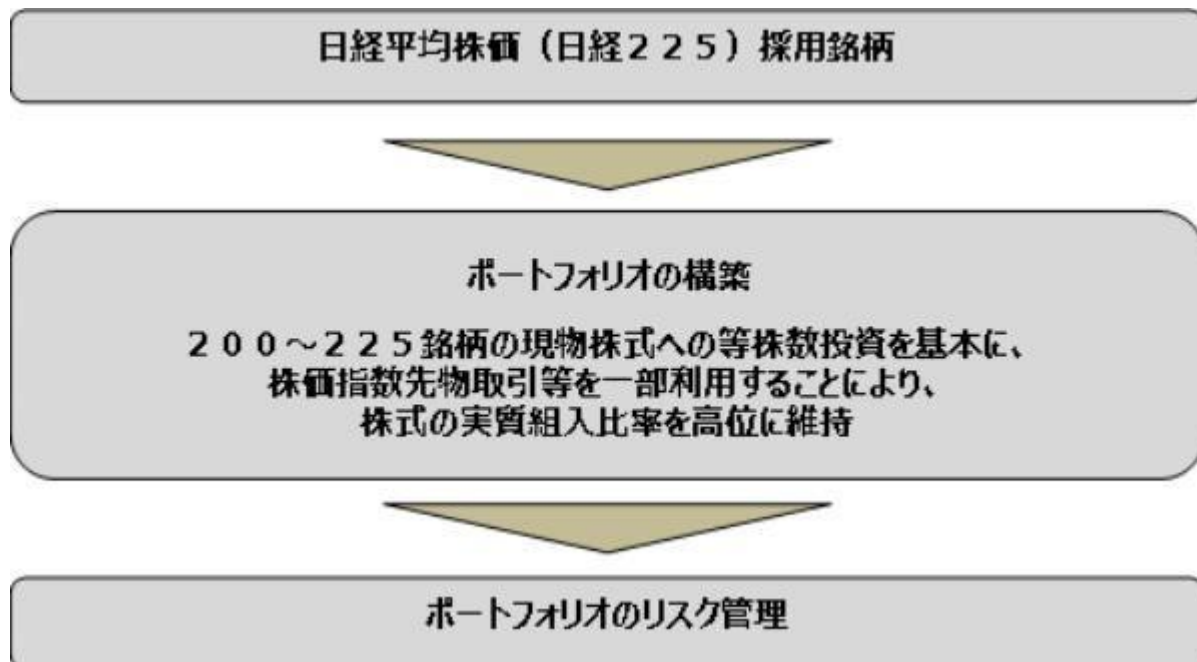 日経平均株価（日経２２５）採用銘柄
ポートフォリオの構築
２００～２２５銘柄の現物株式への等株数投資を基本に、
株価指数先物取引等を一部利用することにより、
株式の実質組入比率を高位に維持
ポートフォリオのリスク管理